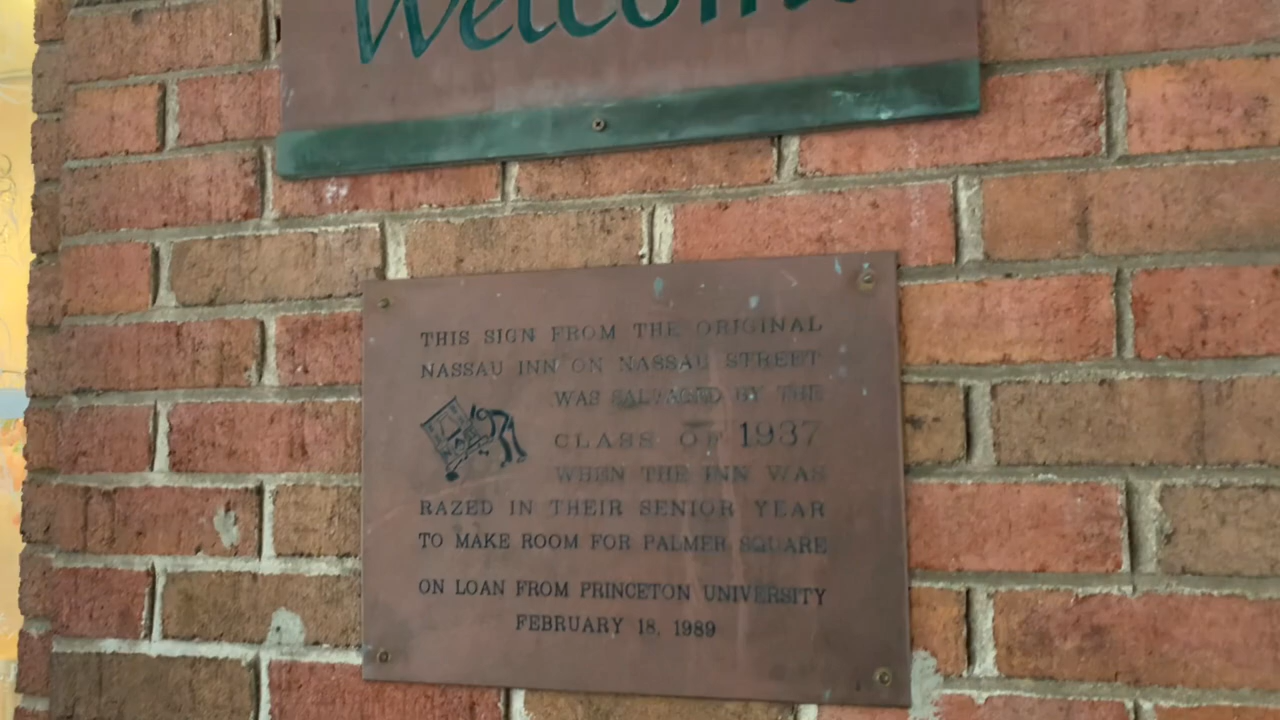 Welcome
THIS SIGN FROM THE ORIGINAL
NASSAU INN ON NASSAU STREET
WAS SALVAGED BY THE
CLASS OF 1937
WHEN THE INN WAS
RAZED IN THEIR SENIOR YEAR
TO MAKE ROOM FOR PALMER SQUARE
ON LOAN FROM PRINCETON UNIVERSITY
FEBRUARY 18, 1989